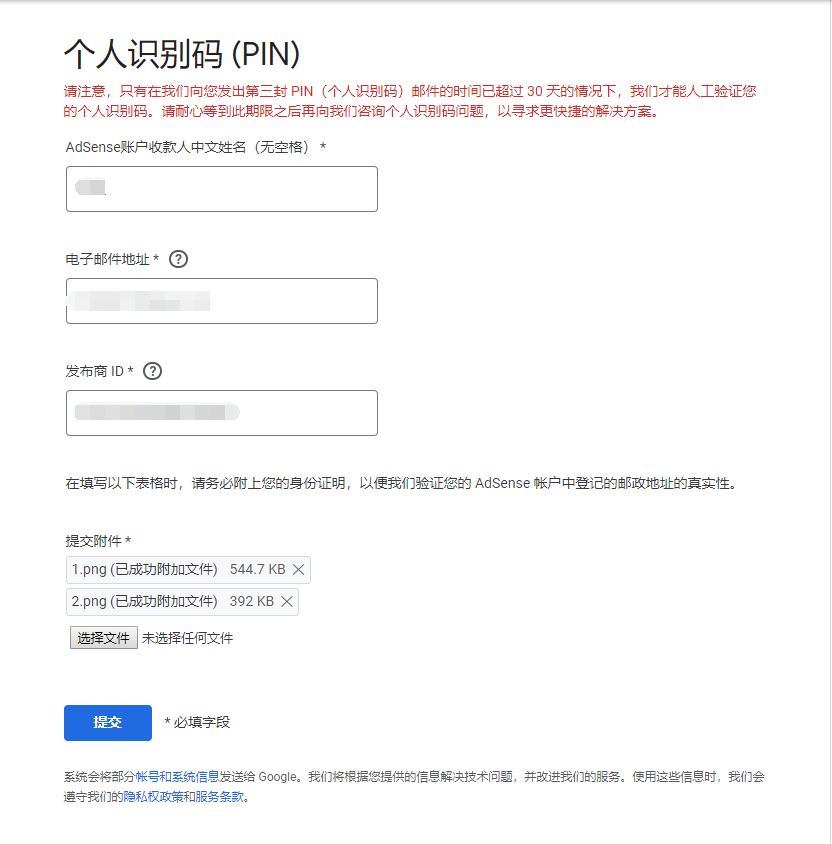 个人识别码 (PIN)
请注意，只有在我们向您发出第三封 PIN（个人识别码）邮件的时间已超过 30 天的情况下，我们才能人工验证您
的个人识别码。请耐心等到此期限之后再向我们咨询个人识别码问题，以寻求更快捷的解决方案。
AdSense账户收款人中文姓名（无空格） *
电子邮件地址 * ?
发布商 ID * ?
在填写以下表格时，请务必附上您的身份证明，以便我们验证您的 AdSense 帐户中登记的邮政地址的真实性。
提交附件 *
1.png (已成功附加文件) 544.7 KB
2.png (已成功附加文件) 392 KB
选择文件 未选择任何文件
提交 * 必填字段
系统会将部分帐号和系统信息发送给 Google。我们将根据您提供的信息解决技术问题，并改进我们的服务。使用这些信息时，我们会
遵守我们的隐私权政策和服务条款。